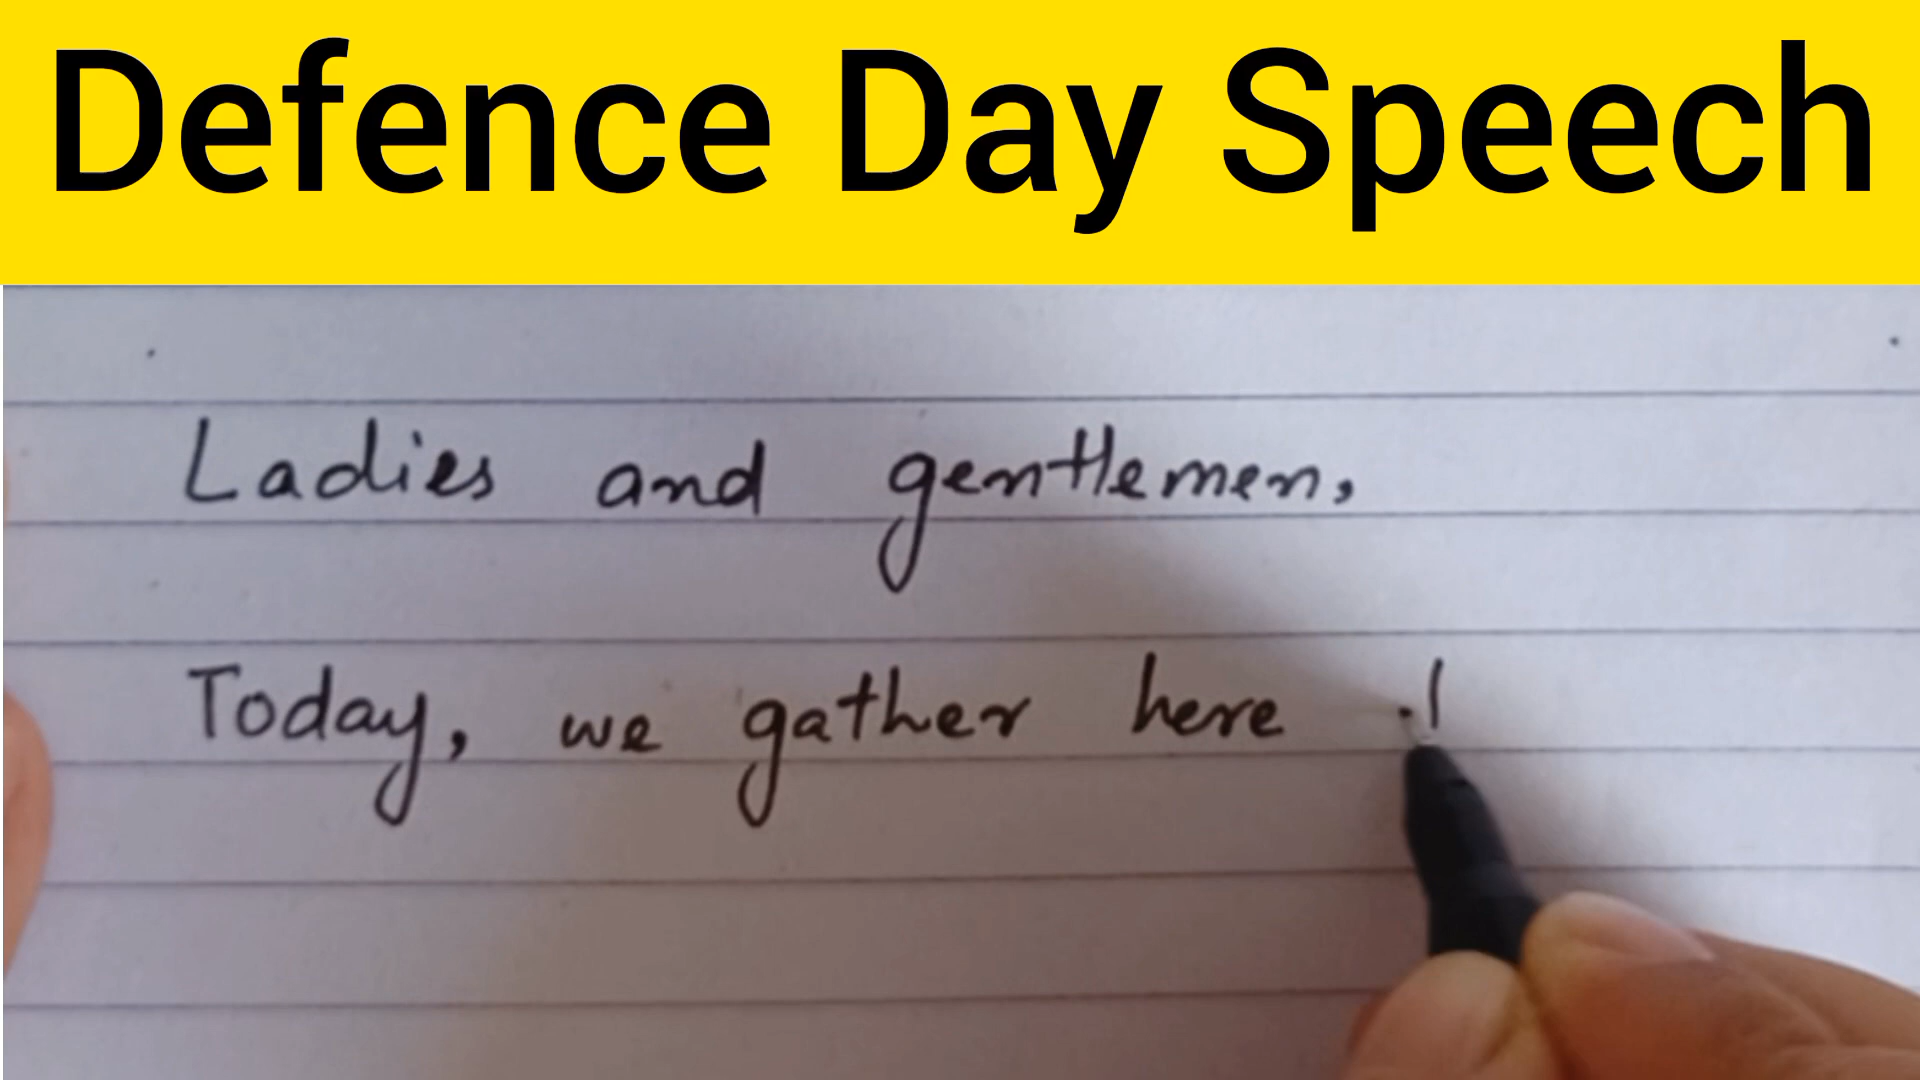 Defence Day Speech
Ladies and gentlemen,
Today, we gather here